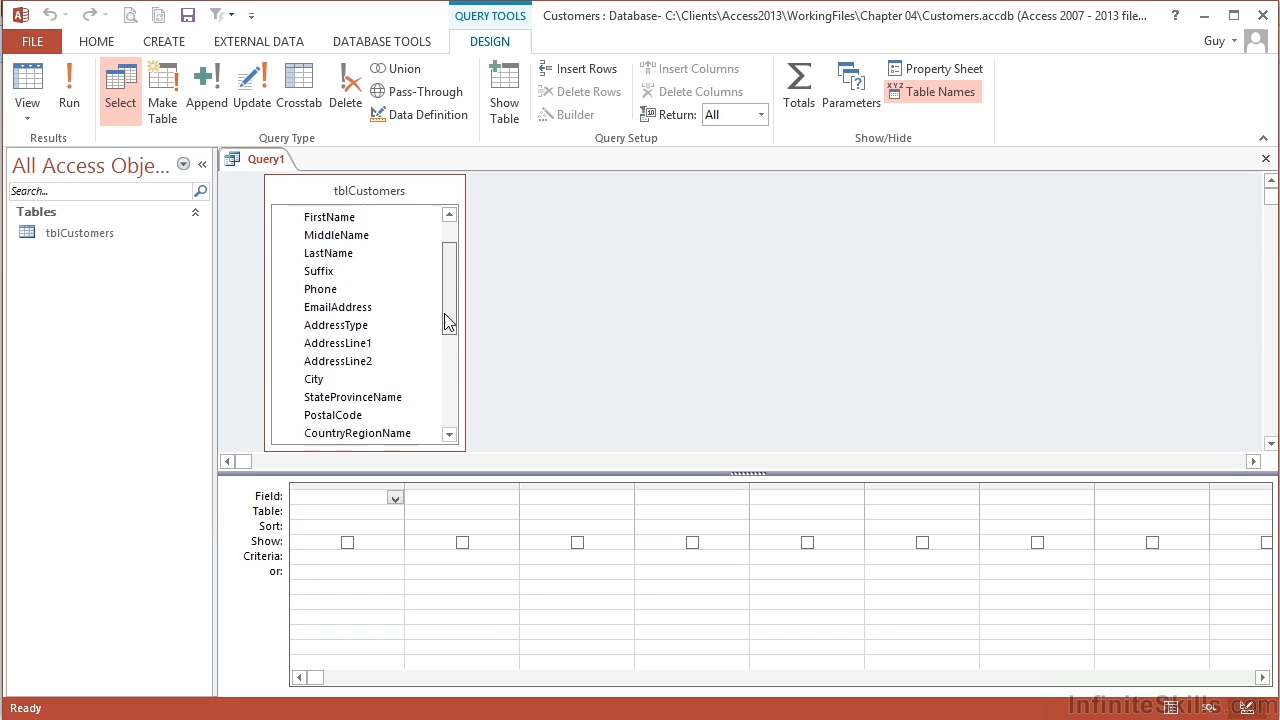 QUERY TOOLS
Customers : Database- C:\Clients\Access2013\WorkingFiles\Chapter 04\Customers.accdb (Access 2007 - 2013 file...
?
FILE HOME CREATE EXTERNAL DATA DATABASE TOOLS DESIGN Guy
View
Run
Select
Make Table
Append
Update
Crosstab
Delete
Union
Pass-Through
Data Definition
Show Table
Insert Rows
Delete Rows
Builder
Insert Columns
Delete Columns
Return: All
Totals
Parameters
Property Sheet
XYZ Table Names
Results Query Type Query Setup Show/Hide
All Access Obje...
Search...
Tables
tblCustomers
Query1
tblCustomers
FirstName
MiddleName
LastName
Suffix
Phone
EmailAddress
AddressType
AddressLine1
AddressLine2
City
StateProvinceName
PostalCode
CountryRegionName
Field:
Table:
Sort:
Show:
Criteria:
or:
Ready
SQL
InfiniteSkills.com